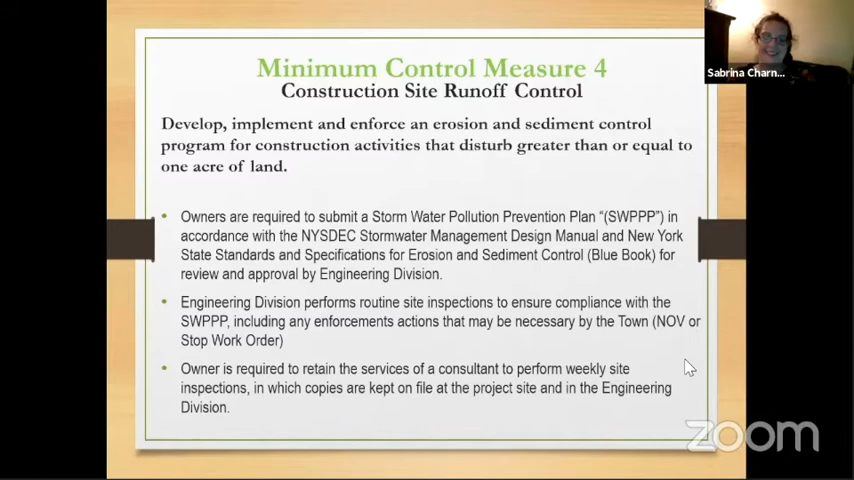 Minimum Control Measure 4
Construction Site Runoff Control
Develop, implement and enforce an erosion and sediment control
program for construction activities that disturb greater than or equal to
one acre of land.
• Owners are required to submit a Storm Water Pollution Prevention Plan “(SWPPP”) in
accordance with the NYSDEC Stormwater Management Design Manual and New York
State Standards and Specifications for Erosion and Sediment Control (Blue Book) for
review and approval by Engineering Division.
• Engineering Division performs routine site inspections to ensure compliance with the
SWPPP, including any enforcements actions that may be necessary by the Town (NOV or
Stop Work Order)
• Owner is required to retain the services of a consultant to perform weekly site
inspections, in which copies are kept on file at the project site and in the Engineering
Division.
Sabrina Charn...
zoom